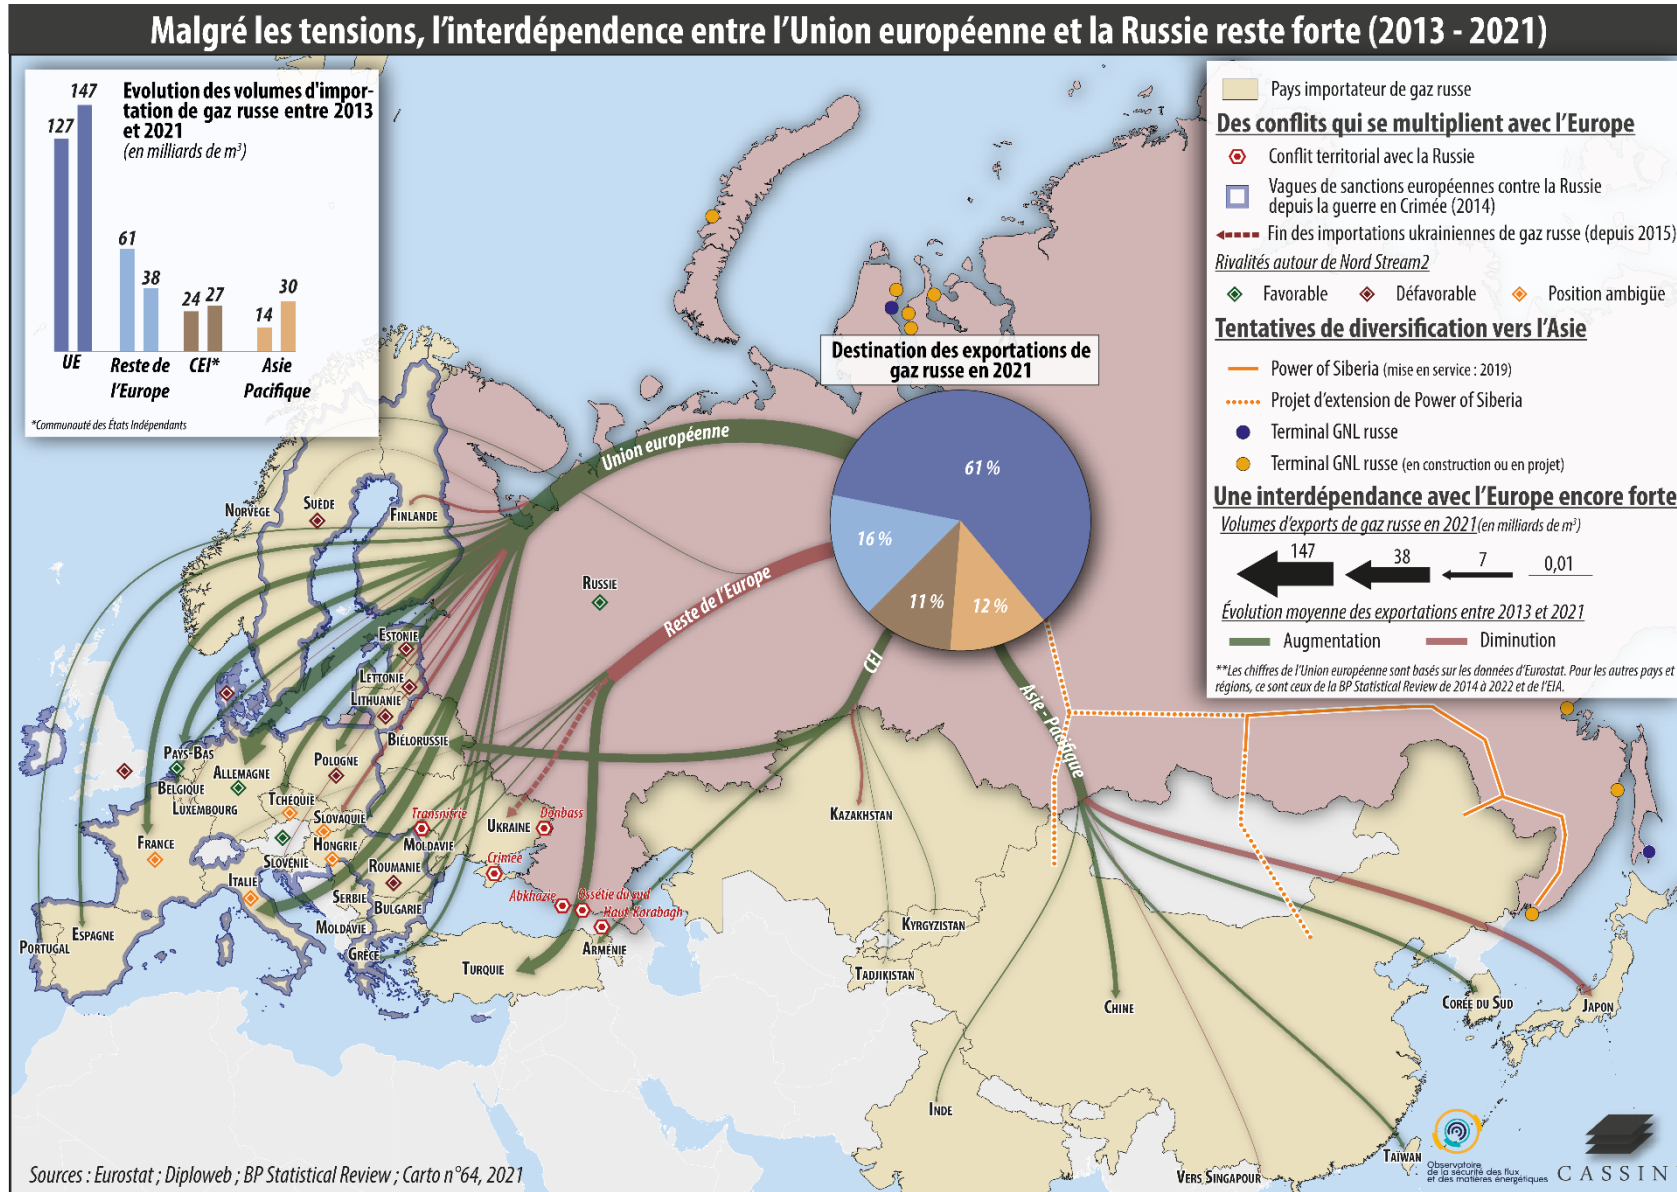 Malgré les tensions, l'interdépendence entre l'Union européenne et la Russie reste forte (2013 - 2021)
Evolution des volumes d'impor-
tation de gaz russe entre 2013
et 2021
(en milliards de m³)
127
147
61
38
24
27
14
30
UE
Reste de
l'Europe
CEI*
Asie
Pacifique
*Communauté des États Indépendants
Pays importateur de gaz russe
Des conflits qui se multiplient avec l'Europe
Conflit territorial avec la Russie
Vagues de sanctions européennes contre la Russie
depuis la guerre en Crimée (2014)
Fin des importations ukrainiennes de gaz russe (depuis 2015)
Rivalités autour de Nord Stream2
Favorable
Défavorable
Position ambigüe
Tentatives de diversification vers l'Asie
Power of Siberia (mise en service : 2019)
Projet d'extension de Power of Siberia
Terminal GNL russe
Terminal GNL russe (en construction ou en projet)
Une interdépendance avec l'Europe encore forte
Volumes d'exports de gaz russe en 2021 (en milliards de m³)
147
38
7
0,01
Évolution moyenne des exportations entre 2013 et 2021
Augmentation
Diminution
**Les chiffres de l'Union européenne sont basés sur les données d'Eurostat. Pour les autres pays et
régions, ce sont ceux de la BP Statistical Review de 2014 à 2022 et de l'EIA.
Destination des exportations de
gaz russe en 2021
61 %
16 %
11 %
12 %
Union européenne
Reste de l'Europe
CEI
Asie - Pacifique
NORVÈGE
SUÈDE
FINLANDE
RUSSIE
ESTONIE
LETTONIE
LITHUANIE
BIÉLORUSSIE
PAYS-BAS
BELGIQUE
LUXEMBOURG
ALLEMAGNE
POLOGNE
TCHÉQUIE
SLOVAQUIE
HONGRIE
SLOVÉNIE
FRANCE
ITALIE
ESPAGNE
PORTUGAL
ROUMANIE
SERBIE
BULGARIE
MOLDAVIE
GRÈCE
MOLDAVIE
UKRAINE
Transnitrie
Donbass
Crimée
Abkhazie
Ossétie du sud
Haut-Karabagh
ARMÉNIE
TURQUIE
KAZAKHSTAN
KYRGYZISTAN
TADJIKISTAN
CHINE
INDE
CORÉE DU SUD
JAPON
TAÏWAN
VERS SINGAPOUR
Sources : Eurostat ; Diploweb ; BP Statistical Review ; Carto n°64, 2021
Observatoire
de la sécurité des flux
et des matières énergétiques
CASSIN